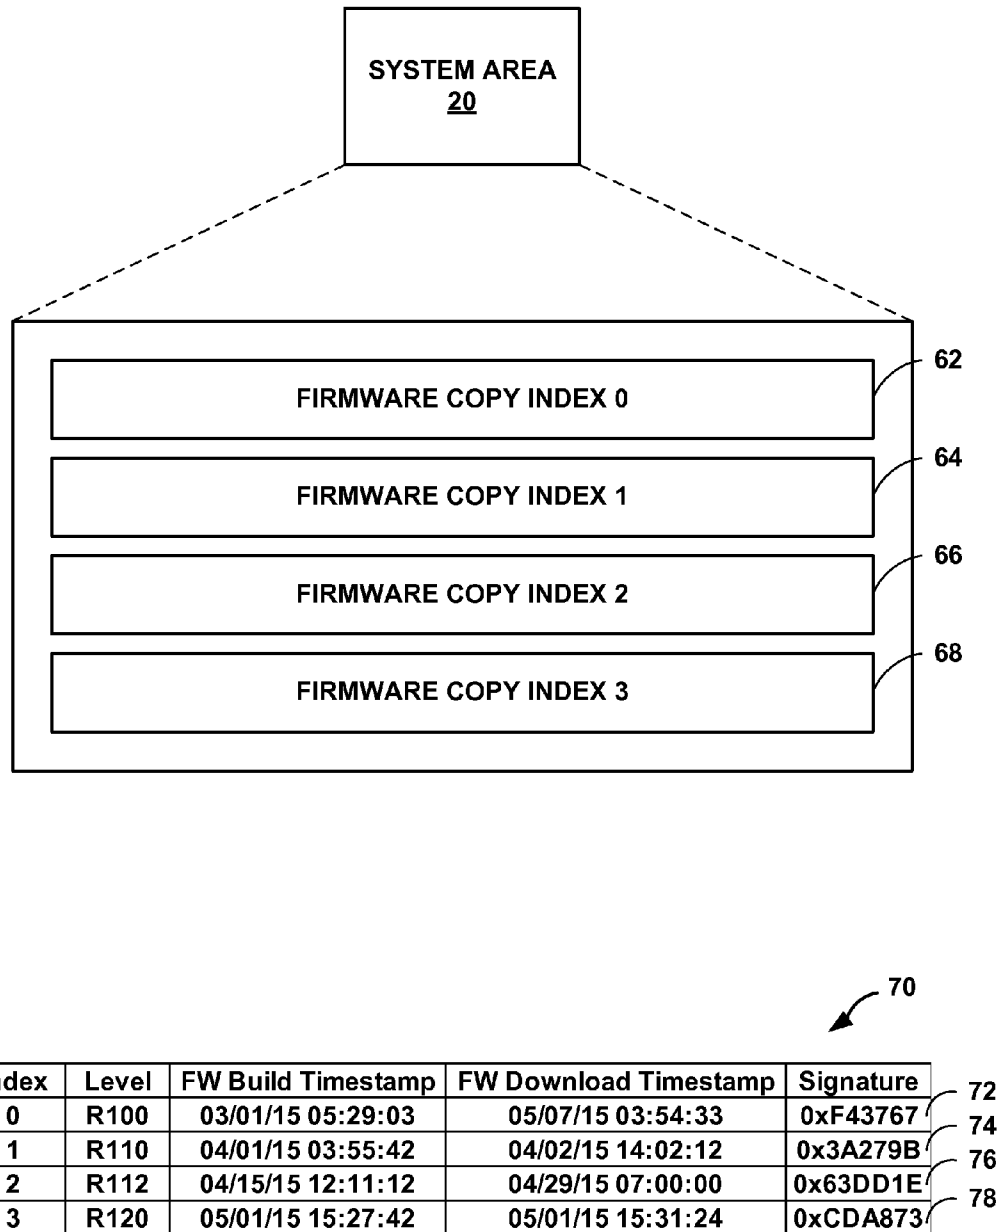 SYSTEM AREA
20
62
FIRMWARE COPY INDEX 0
64
FIRMWARE COPY INDEX 1
66
FIRMWARE COPY INDEX 2
68
FIRMWARE COPY INDEX 3
70
dex Level FW Build Timestamp FW Download Timestamp Signature
72
0 R100 03/01/15 05:29:03 05/07/15 03:54:33 0xF43767
74
1 R110 04/01/15 03:55:42 04/02/15 14:02:12 0x3A279B
76
2 R112 04/15/15 12:11:12 04/29/15 07:00:00 0x63DD1E
78
3 R120 05/01/15 15:27:42 05/01/15 15:31:24 0xCDA873